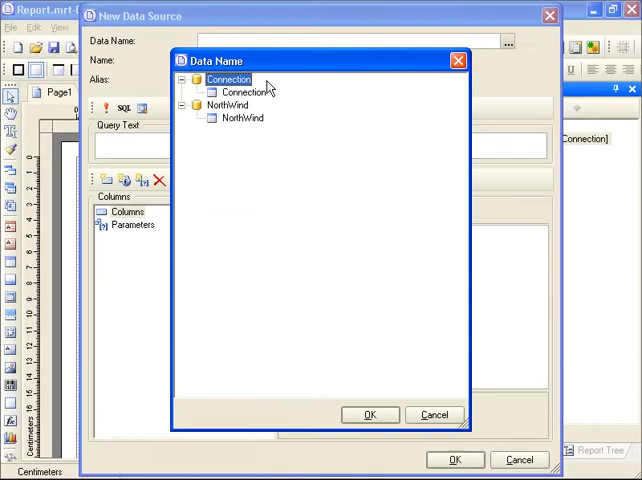 Report.mrt-
New Data Source
File Edit View
Data Name:
...
Name:
Alias:
Page1
SQL
Query Text
Data Name
Connection
Connection
NorthWind
NorthWind
Connection]
Columns
Columns
Parameters
OK Cancel
OK Cancel
Report Tree
Centimeters